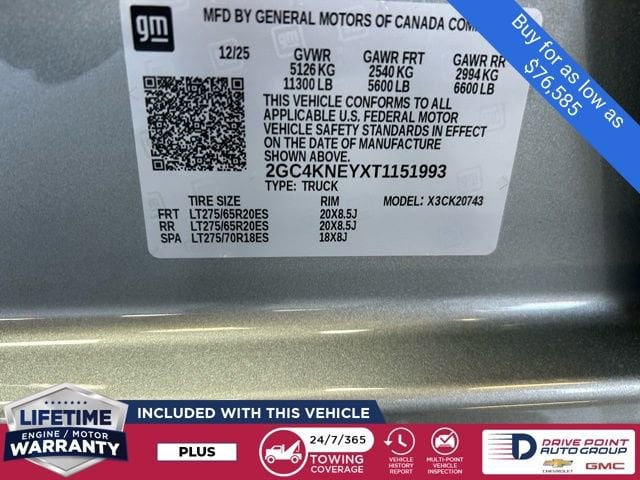 gm
MFD BY GENERAL MOTORS OF CANADA
12/25 GVWR GAWR FRT GAWR RR
5126 KG 2540 KG 2994 KG
11300 LB 5600 LB 6600 LB
THIS VEHICLE CONFORMS TO ALL
APPLICABLE U.S. FEDERAL MOTOR
VEHICLE SAFETY STANDARDS IN EFFECT
ON THE DATE OF MANUFACTURE
SHOWN ABOVE.
2GC4KNEYXT1151993
TYPE: TRUCK
TIRE SIZE RIM MODEL: X3CK20743
FRT LT275/65R20ES 20X8.5J
RR LT275/65R20ES 20X8.5J
SPA LT275/70R18ES 18X8J
Buy for as low as
$76,585
LIFETIME
ENGINE / MOTOR
WARRANTY
INCLUDED WITH THIS VEHICLE
PLUS
24/7/365
TOWING
COVERAGE
VEHICLE
HISTORY
REPORT
MULTI-POINT
VEHICLE
INSPECTION
DRIVE POINT
AUTO GROUP
CHEVROLET GMC